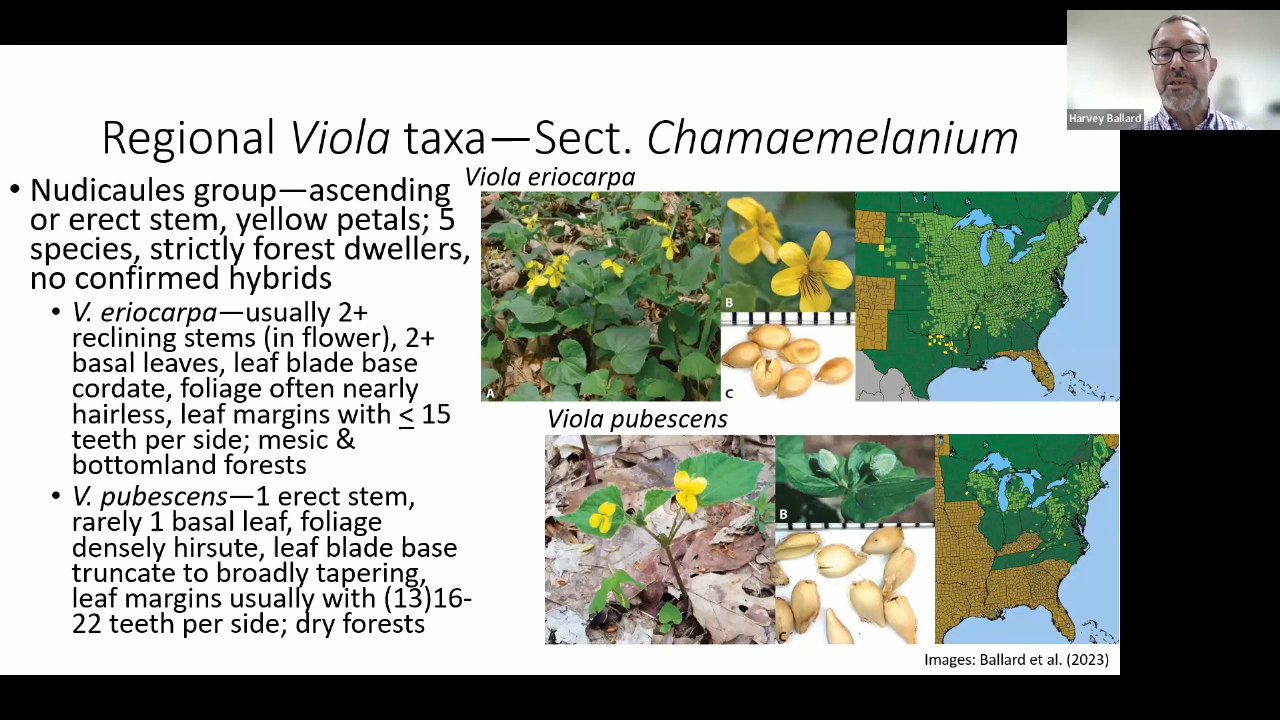 Harvey Ballard
Regional Viola taxa—Sect. Chamaemelanium
• Nudicaules group—ascending
or erect stem, yellow petals; 5
species, strictly forest dwellers,
no confirmed hybrids
• V. eriocarpa—usually 2+
reclining stems (in flower), 2+
basal leaves, leaf blade base
cordate, foliage often nearly
hairless, leaf margins with ≤ 15
teeth per side; mesic &
bottomland forests
• V. pubescens—1 erect stem,
rarely 1 basal leaf, foliage
densely hirsute, leaf blade base
truncate to broadly tapering,
leaf margins usually with (13)16-
22 teeth per side; dry forests
Viola eriocarpa
A
B
C
Viola pubescens
B
C
Images: Ballard et al. (2023)